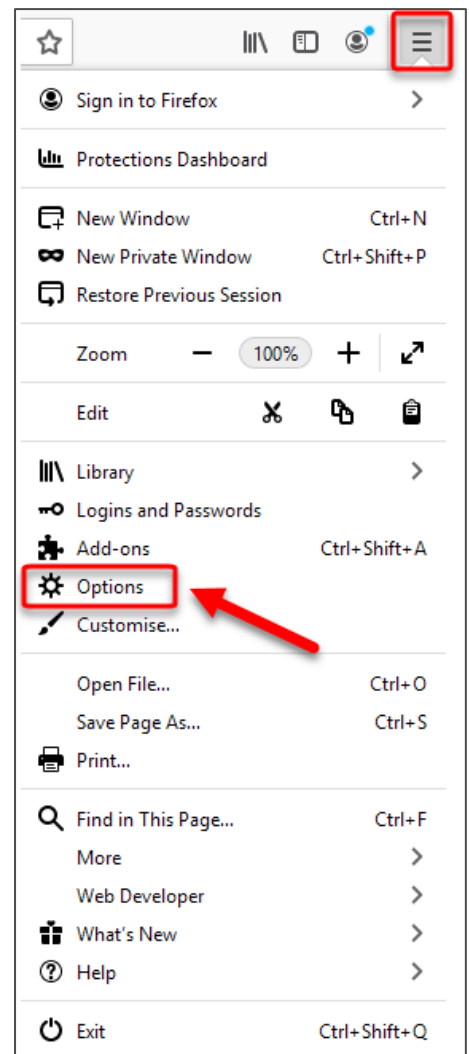 Sign in to Firefox
Protections Dashboard
New Window Ctrl+N
New Private Window Ctrl+Shift+P
Restore Previous Session
Zoom 100%
Edit
Library
Logins and Passwords
Add-ons Ctrl+Shift+A
Options
Customise...
Open File... Ctrl+O
Save Page As... Ctrl+S
Print...
Find in This Page... Ctrl+F
More
Web Developer
What's New
Help
Exit Ctrl+Shift+Q